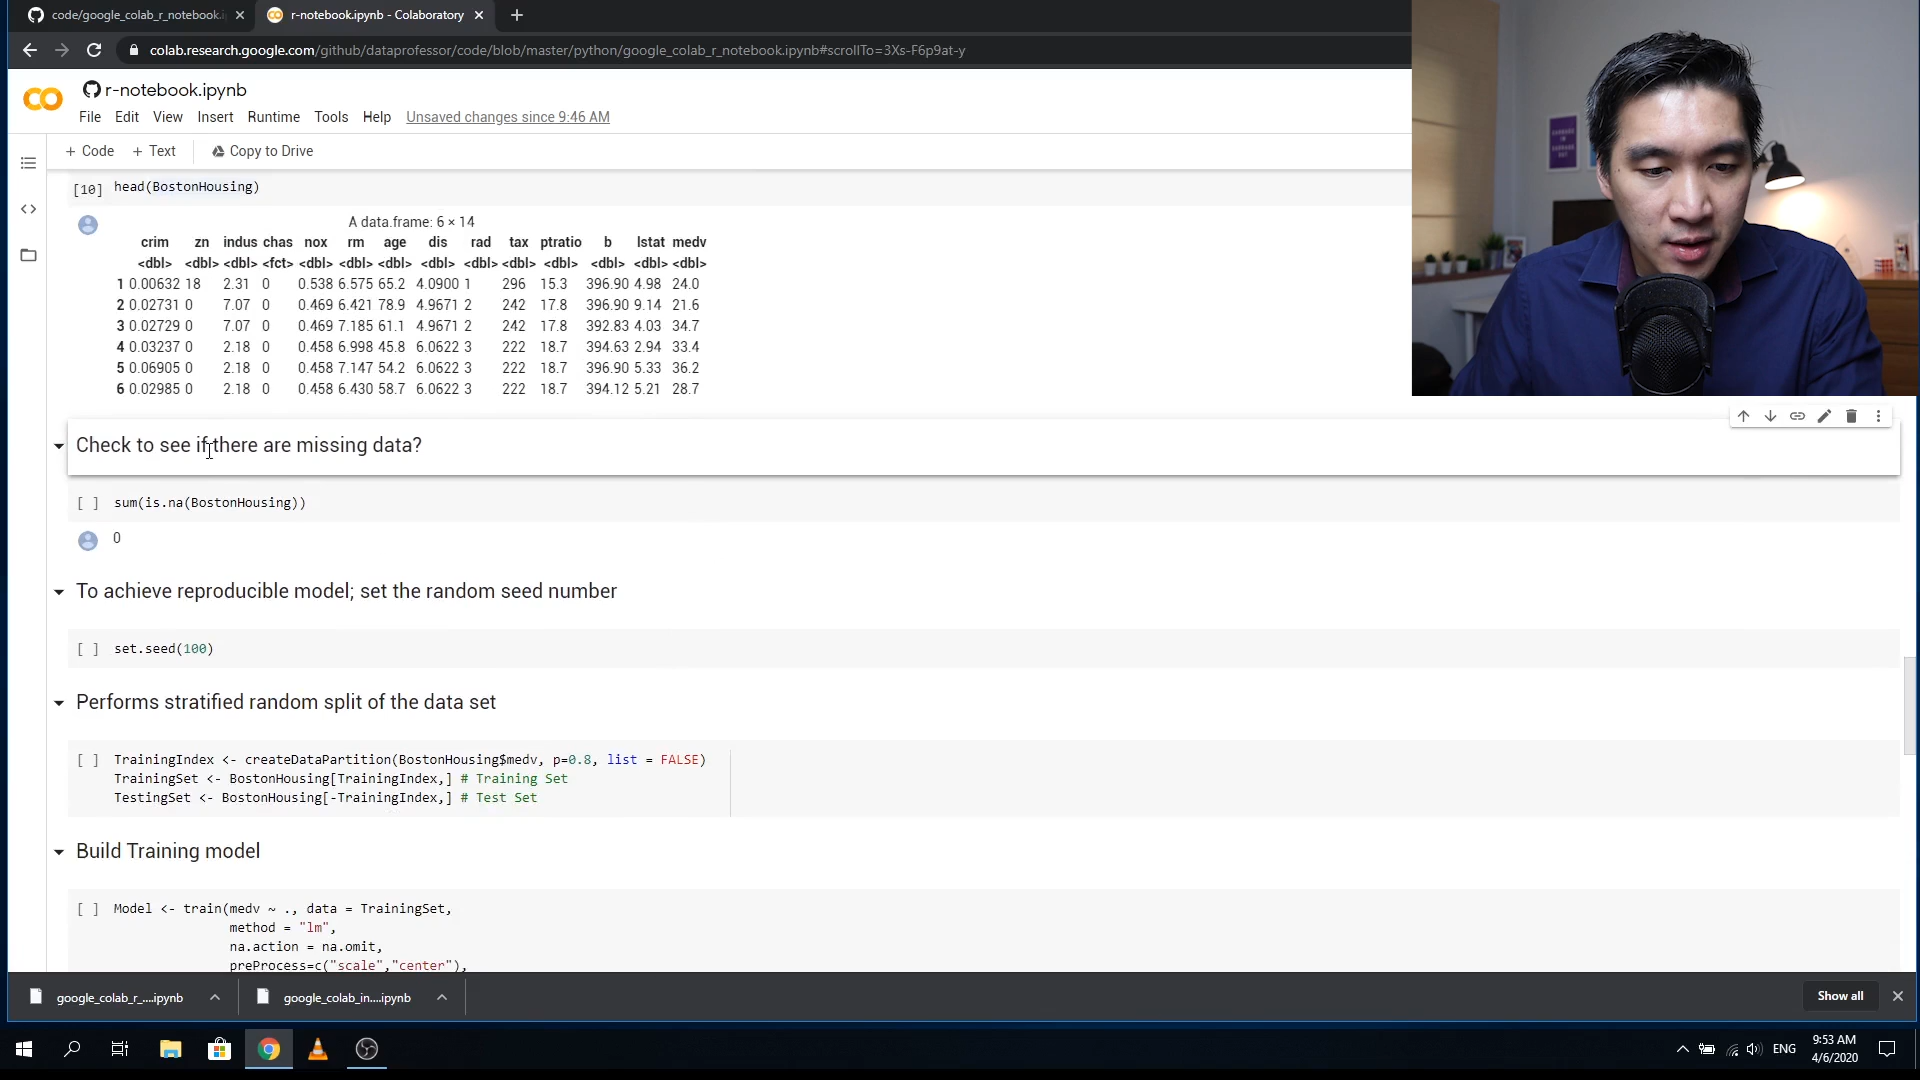 code/google_colab_r_notebook.i
r-notebook.ipynb - Colaboratory
colab.research.google.com/github/dataprofessor/code/blob/master/python/google_colab_r_notebook.ipynb#scrollTo=3Xs-F6p9at-y
r-notebook.ipynb
File Edit View Insert Runtime Tools Help Unsaved changes since 9:46 AM
+ Code + Text Copy to Drive
[10] head(BostonHousing)
A data.frame: 6 × 14
crim zn indus chas nox rm age dis rad tax ptratio b lstat medv
<dbl> <dbl> <dbl> <fct> <dbl> <dbl> <dbl> <dbl> <dbl> <dbl> <dbl> <dbl> <dbl> <dbl>
1 0.00632 18 2.31 0 0.538 6.575 65.2 4.0900 1 296 15.3 396.90 4.98 24.0
2 0.02731 0 7.07 0 0.469 6.421 78.9 4.9671 2 242 17.8 396.90 9.14 21.6
3 0.02729 0 7.07 0 0.469 7.185 61.1 4.9671 2 242 17.8 392.83 4.03 34.7
4 0.03237 0 2.18 0 0.458 6.998 45.8 6.0622 3 222 18.7 394.63 2.94 33.4
5 0.06905 0 2.18 0 0.458 7.147 54.2 6.0622 3 222 18.7 396.90 5.33 36.2
6 0.02985 0 2.18 0 0.458 6.430 58.7 6.0622 3 222 18.7 394.12 5.21 28.7
Check to see if there are missing data?
[ ] sum(is.na(BostonHousing))
0
To achieve reproducible model; set the random seed number
[ ] set.seed(100)
Performs stratified random split of the data set
[ ] TrainingIndex <- createDataPartition(BostonHousing$medv, p=0.8, list = FALSE)
TrainingSet <- BostonHousing[TrainingIndex,] # Training Set
TestingSet <- BostonHousing[-TrainingIndex,] # Test Set
Build Training model
[ ] Model <- train(medv ~ ., data = TrainingSet,
method = "lm",
na.action = na.omit,
preProcess=c("scale","center"),
google_colab_r_....ipynb
google_colab_in....ipynb
Show all
ENG
9:53 AM
4/6/2020